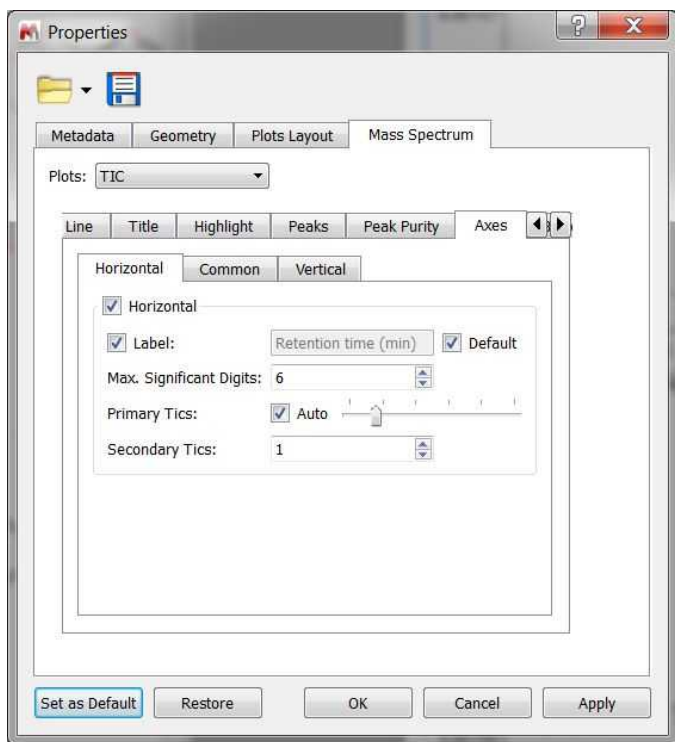 Properties
Metadata Geometry Plots Layout Mass Spectrum
Plots: TIC
Line Title Highlight Peaks Peak Purity Axes
Horizontal Common Vertical
Horizontal
Label: Retention time (min) Default
Max. Significant Digits: 6
Primary Tics: Auto
Secondary Tics: 1
Set as Default Restore OK Cancel Apply